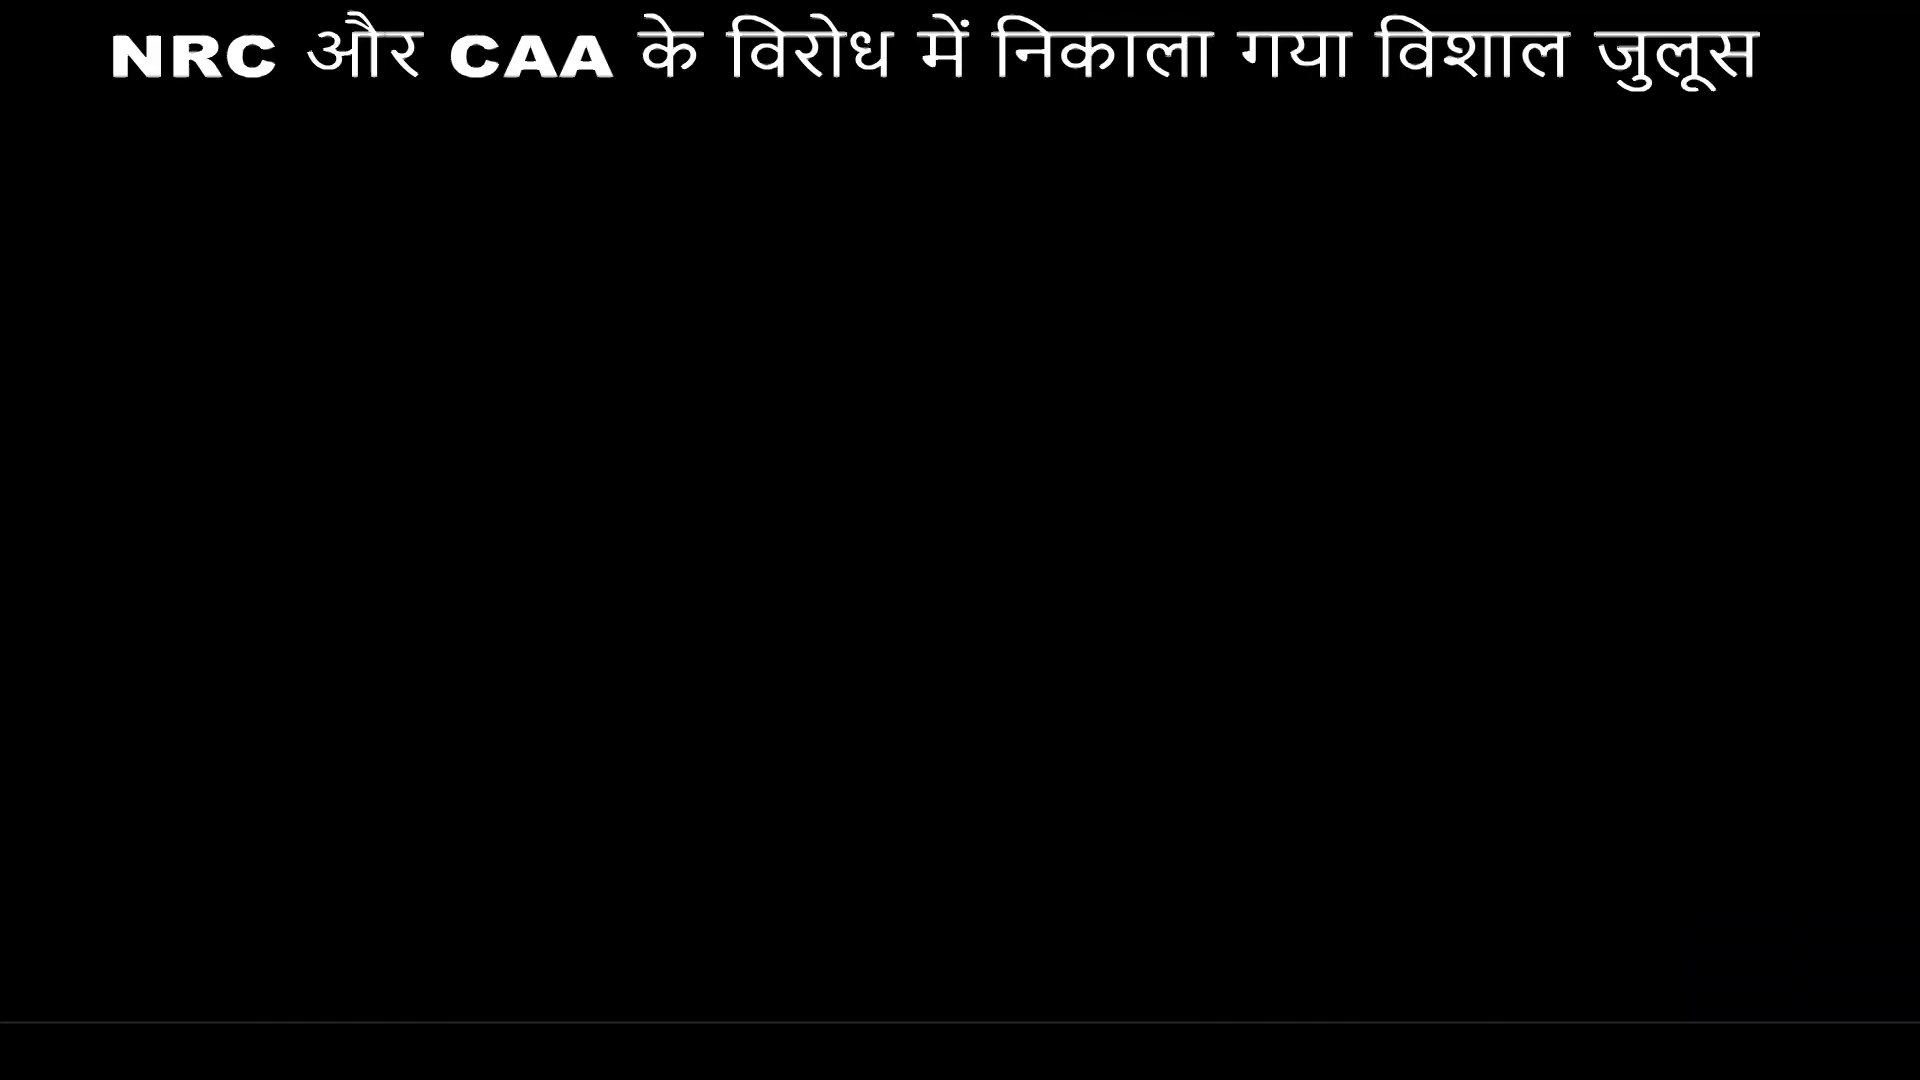 NRC और CAA के विरोध में निकाला गया विशाल जुलूस